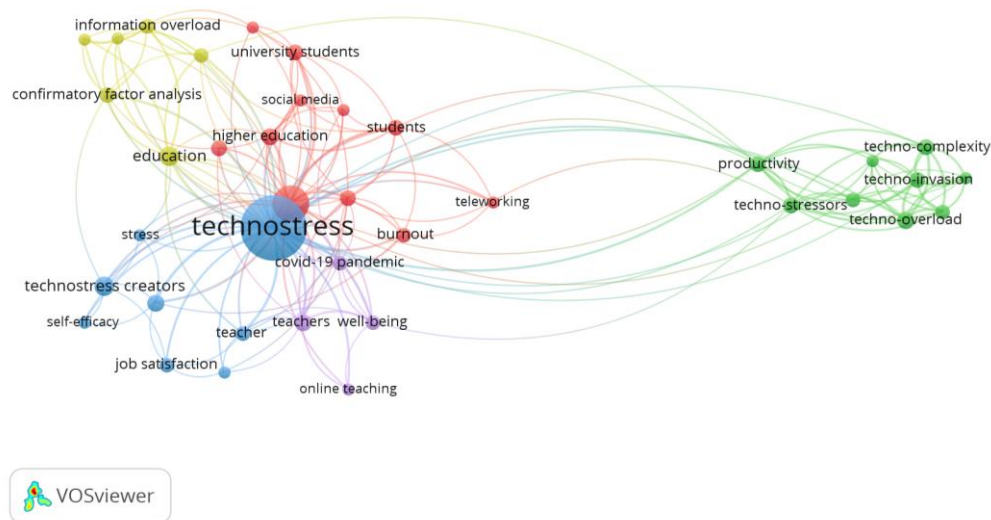 information overload
university students
confirmatory factor analysis
social media
higher education
students
education
productivity
techno-complexity
techno-invasion
teleworking
techno-stressors
techno-overload
technostress
stress
burnout
covid-19 pandemic
technostress creators
self-efficacy
teacher
teachers
well-being
job satisfaction
online teaching
VOSviewer